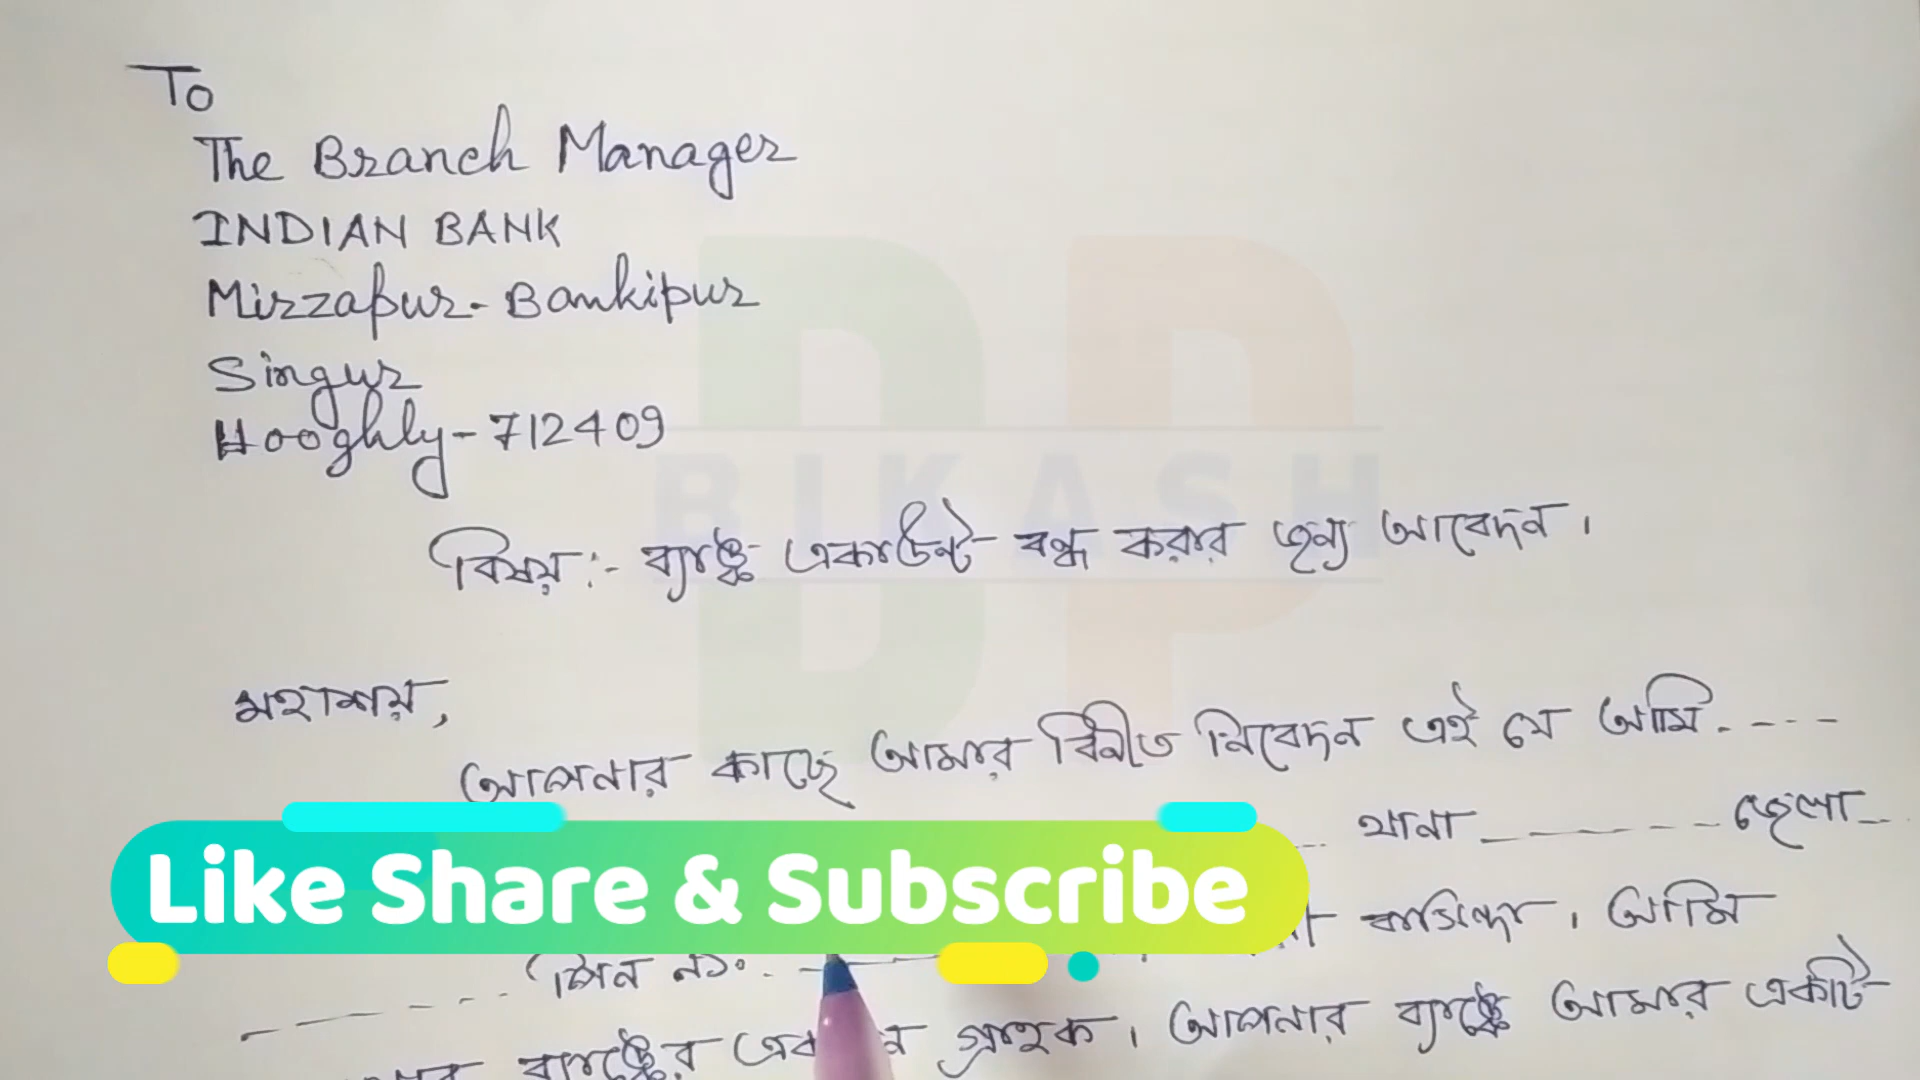 To
The Branch Manager
INDIAN BANK
Mirzapur-Bankipur
Singur
Hooghly-712409
BIKASH
বিষয়:- ব্যাঙ্কে একাউন্ট বন্ধ করার জন্য আবেদন।
মহাশয়,
আপনার কাছে আমার বিনীত নিবেদন এই যে আমি-----
থানা -------- জেলা --
Like Share & Subscribe
বাসিন্দা। আমি
------ পিন নং.
ব্যাঙ্কের গ্রাহক। আপনার ব্যাঙ্কে আমার একটি